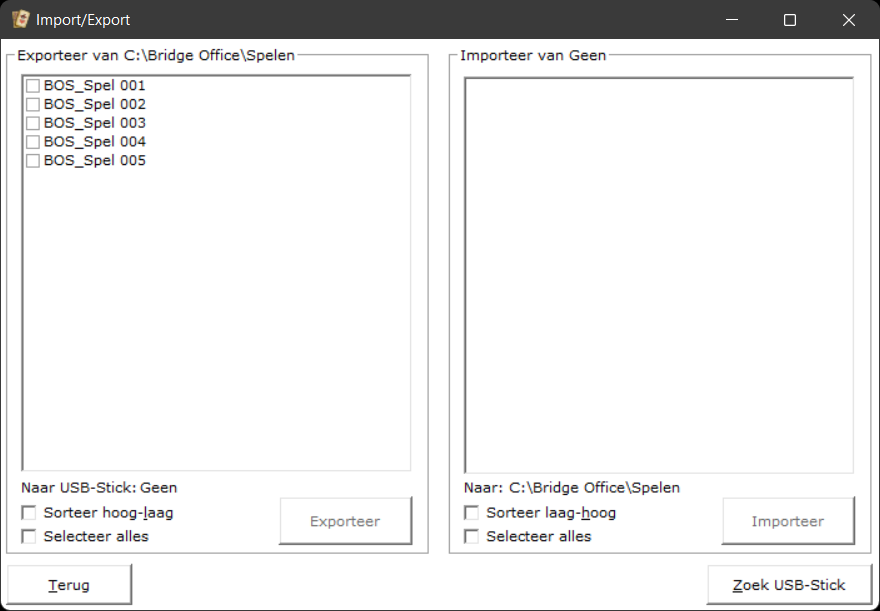 Import/Export
Exporteer van C:\Bridge Office\Spelen
BOS_Spel 001
BOS_Spel 002
BOS_Spel 003
BOS_Spel 004
BOS_Spel 005
Naar USB-Stick: Geen
Sorteer hoog-laag
Selecteer alles
Exporteer
Importeer van Geen
Naar: C:\Bridge Office\Spelen
Sorteer laag-hoog
Selecteer alles
Importeer
Terug
Zoek USB-Stick